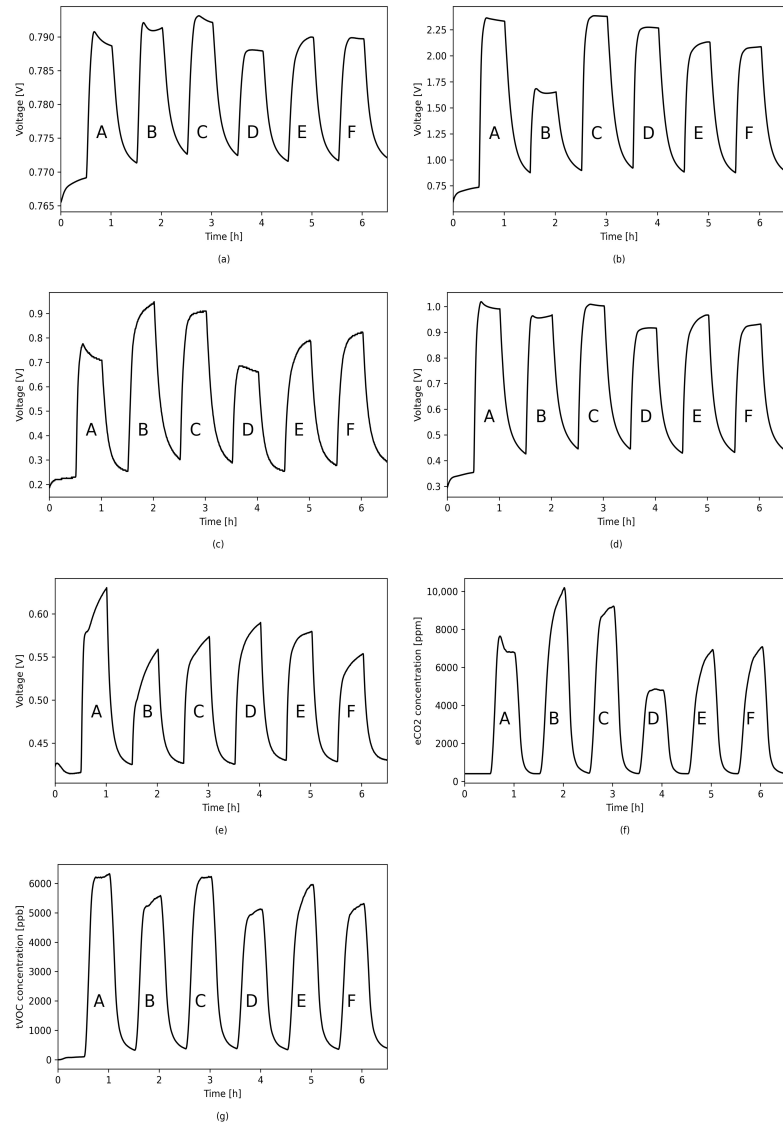 0.790
0.785
0.780
0.775
0.770
0.765
Voltage [V]
A B C D E F
0 1 2 3 4 5 6
Time [h]
(a)
2.25
2.00
1.75
1.50
1.25
1.00
0.75
Voltage [V]
A B C D E F
0 1 2 3 4 5 6
Time [h]
(b)
0.9
0.8
0.7
0.6
0.5
0.4
0.3
0.2
Voltage [V]
A B C D E F
0 1 2 3 4 5 6
Time [h]
(c)
1.0
0.9
0.8
0.7
0.6
0.5
0.4
0.3
Voltage [V]
A B C D E F
0 1 2 3 4 5 6
Time [h]
(d)
0.60
0.55
0.50
0.45
Voltage [V]
A B C D E F
0 1 2 3 4 5 6
Time [h]
(e)
10,000
8000
6000
4000
2000
0
eCO2 concentration [ppm]
A B C D E F
0 1 2 3 4 5 6
Time [h]
(f)
6000
5000
4000
3000
2000
1000
0
tVOC concentration [ppb]
A B C D E F
0 1 2 3 4 5 6
Time [h]
(g)